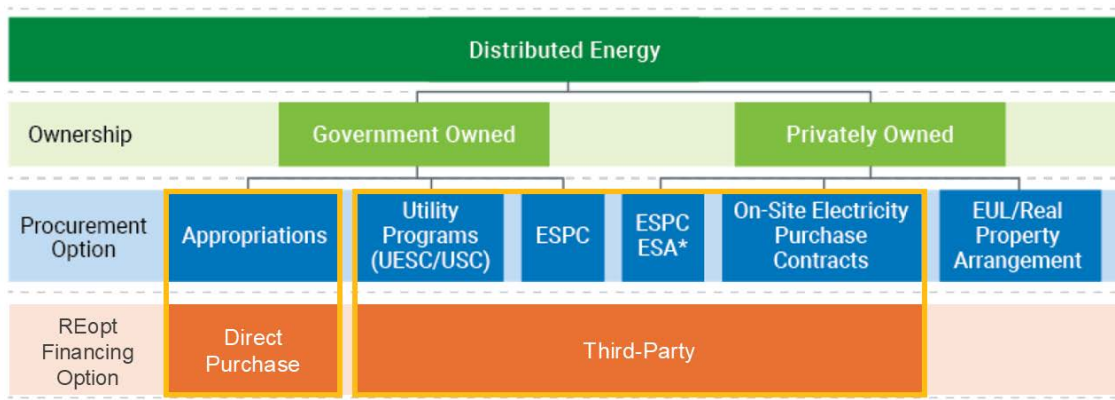 Distributed Energy
Ownership
Government Owned
Privately Owned
Procurement
Option
Appropriations
Utility
Programs
(UESC/USC)
ESPC
ESPC
ESA*
On-Site Electricity
Purchase
Contracts
EUL/Real
Property
Arrangement
REopt
Financing
Option
Direct
Purchase
Third-Party